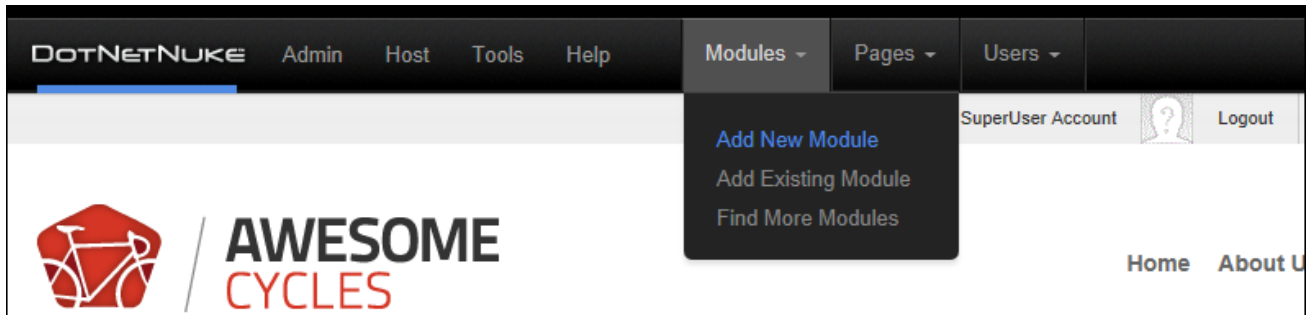 DOTNETNUKE Admin Host Tools Help Modules Pages Users
SuperUser Account Logout
Add New Module
Add Existing Module
Find More Modules
AWESOME
CYCLES
Home About U